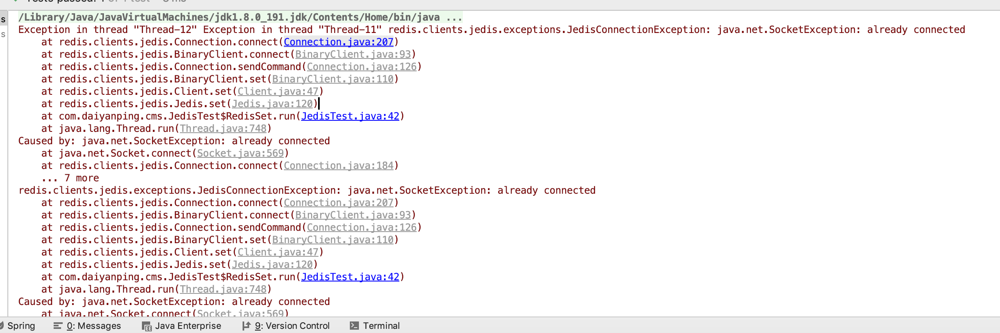 /Library/Java/JavaVirtualMachines/jdk1.8.0_191.jdk/Contents/Home/bin/java ...
s
Exception in thread "Thread-12" Exception in thread "Thread-11" redis.clients.jedis.exceptions.JedisConnectionException: java.net.SocketException: already connected
s
at redis.clients.jedis.Connection.connect(Connection.java:207)
at redis.clients.jedis.BinaryClient.connect(BinaryClient.java:93)
at redis.clients.jedis.Connection.sendCommand(Connection.java:126)
at redis.clients.jedis.BinaryClient.set(BinaryClient.java:110)
at redis.clients.jedis.Client.set(Client.java:47)
at redis.clients.jedis.Jedis.set(Jedis.java:120)
at com.daiyanping.cms.JedisTest$RedisSet.run(JedisTest.java:42)
at java.lang.Thread.run(Thread.java:748)
Caused by: java.net.SocketException: already connected
at java.net.Socket.connect(Socket.java:569)
at redis.clients.jedis.Connection.connect(Connection.java:184)
... 7 more
redis.clients.jedis.exceptions.JedisConnectionException: java.net.SocketException: already connected
at redis.clients.jedis.Connection.connect(Connection.java:207)
at redis.clients.jedis.BinaryClient.connect(BinaryClient.java:93)
at redis.clients.jedis.Connection.sendCommand(Connection.java:126)
at redis.clients.jedis.BinaryClient.set(BinaryClient.java:110)
at redis.clients.jedis.Client.set(Client.java:47)
at redis.clients.jedis.Jedis.set(Jedis.java:120)
at com.daiyanping.cms.JedisTest$RedisSet.run(JedisTest.java:42)
at java.lang.Thread.run(Thread.java:748)
Caused by: java.net.SocketException: already connected
at java.net.Socket.connect(Socket.java:569)
Spring 0: Messages Java Enterprise 9: Version Control Terminal